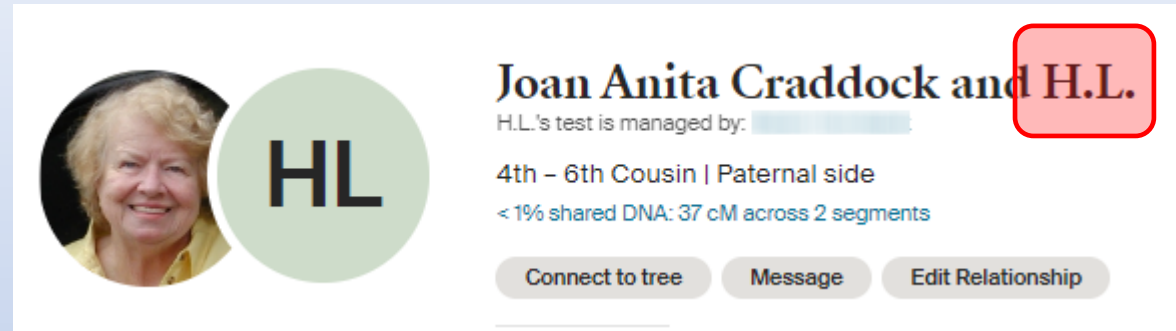 HL
Joan Anita Craddock and H.L.
H.L.'s test is managed by:
4th – 6th Cousin | Paternal side
< 1% shared DNA: 37 cM across 2 segments
Connect to tree Message Edit Relationship